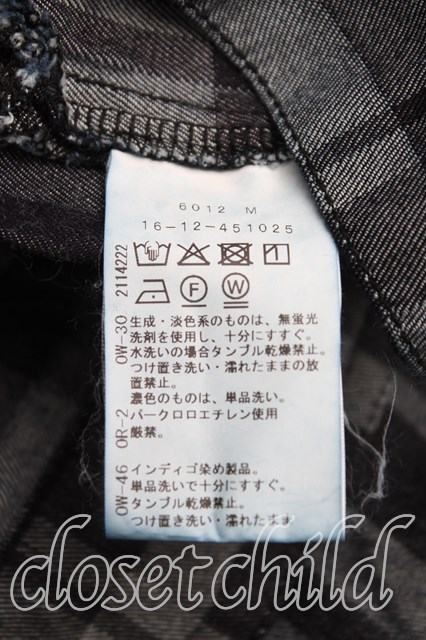 6012 M
16-12-451025
2114222
F
W
OW-30 生成・淡色系のものは、無蛍光
洗剤を使用し、十分にすすぐ。
水洗いの場合タンブル乾燥禁止。
つけ置き洗い・濡れたままの放
置禁止。
OR-2 濃色のものは、単品洗い。
パークロロエチレン使用
厳禁。
OW-46 インディゴ染め製品。
単品洗いで十分にすすぐ。
タンブル乾燥禁止。
つけ置き洗い・濡れたまま
closet child